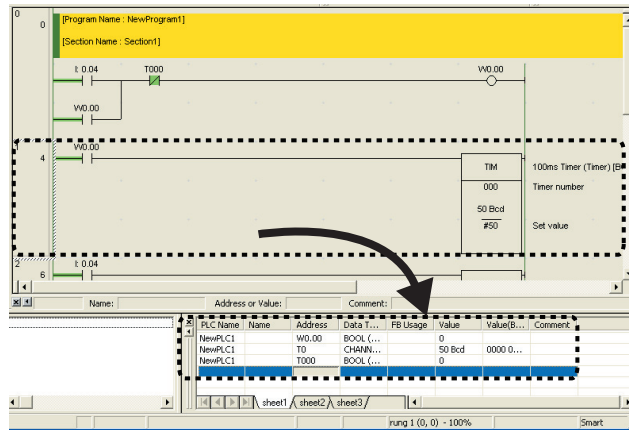 0
0
[Program Name : NewProgram1]
[Section Name : Section1]
I: 0.04 T000 W0.00
W0.00
1
4
W0.00
TIM 100ms Timer (Timer) [B
000 Timer number
50 Bcd
#50 Set value
2
6
I: 0.04
Name: Address or Value: Comment:
PLC Name Name Address Data T... FB Usage Value Value(B... Comment
NewPLC1 W0.00 BOOL (... 0
NewPLC1 T0 CHANN... 50 Bcd 0000 0...
NewPLC1 T000 BOOL (... 0
sheet1 sheet2 sheet3
rung 1 (0, 0) - 100% Smart